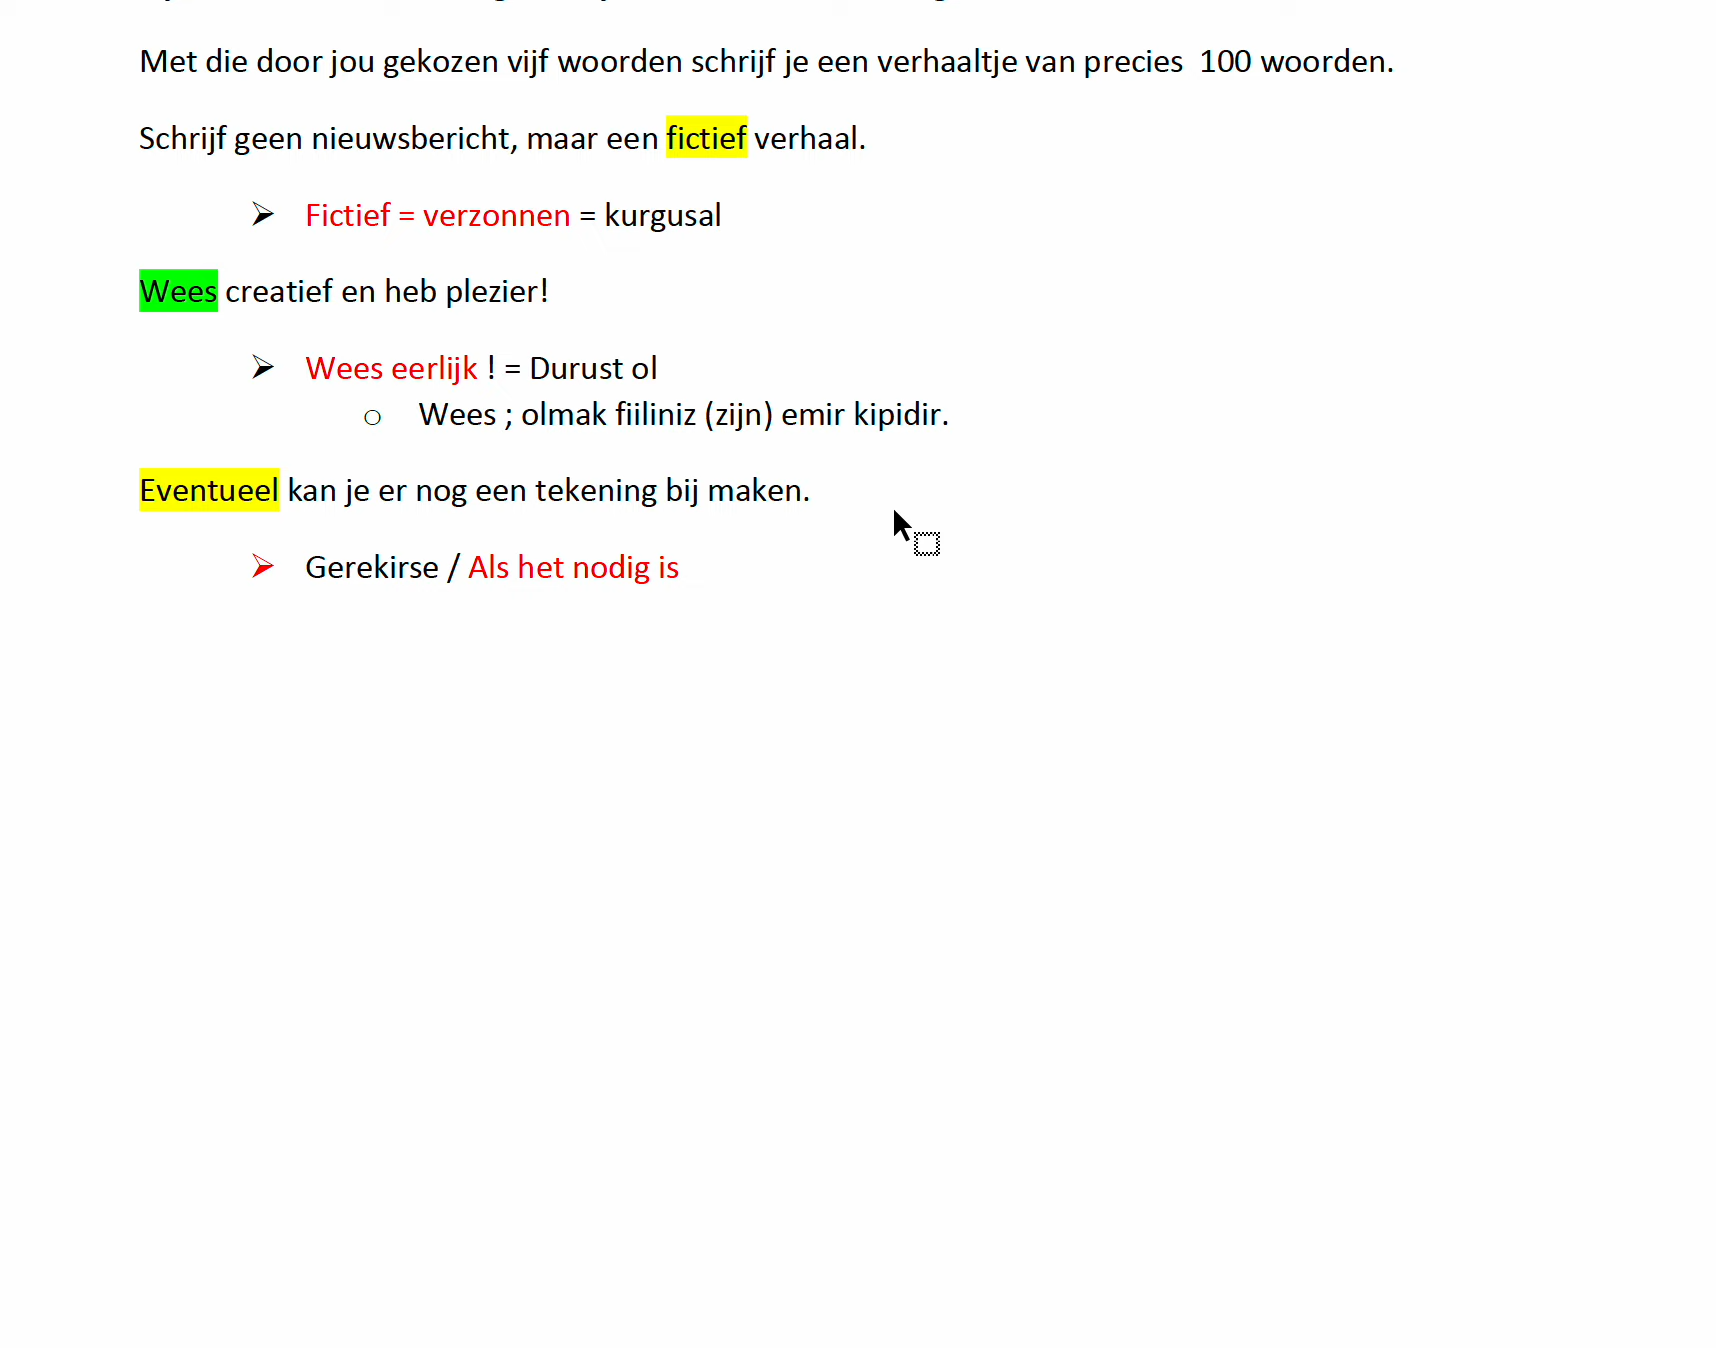 Met die door jou gekozen vijf woorden schrijf je een verhaaltje van precies  100 woorden.
Schrijf geen nieuwsbericht, maar een fictief verhaal.
➢ Fictief = verzonnen = kurgusal
Wees creatief en heb plezier!
➢ Wees eerlijk ! = Durust ol
o Wees ; olmak fiiliniz (zijn) emir kipidir.
Eventueel kan je er nog een tekening bij maken.
➢ Gerekirse / Als het nodig is